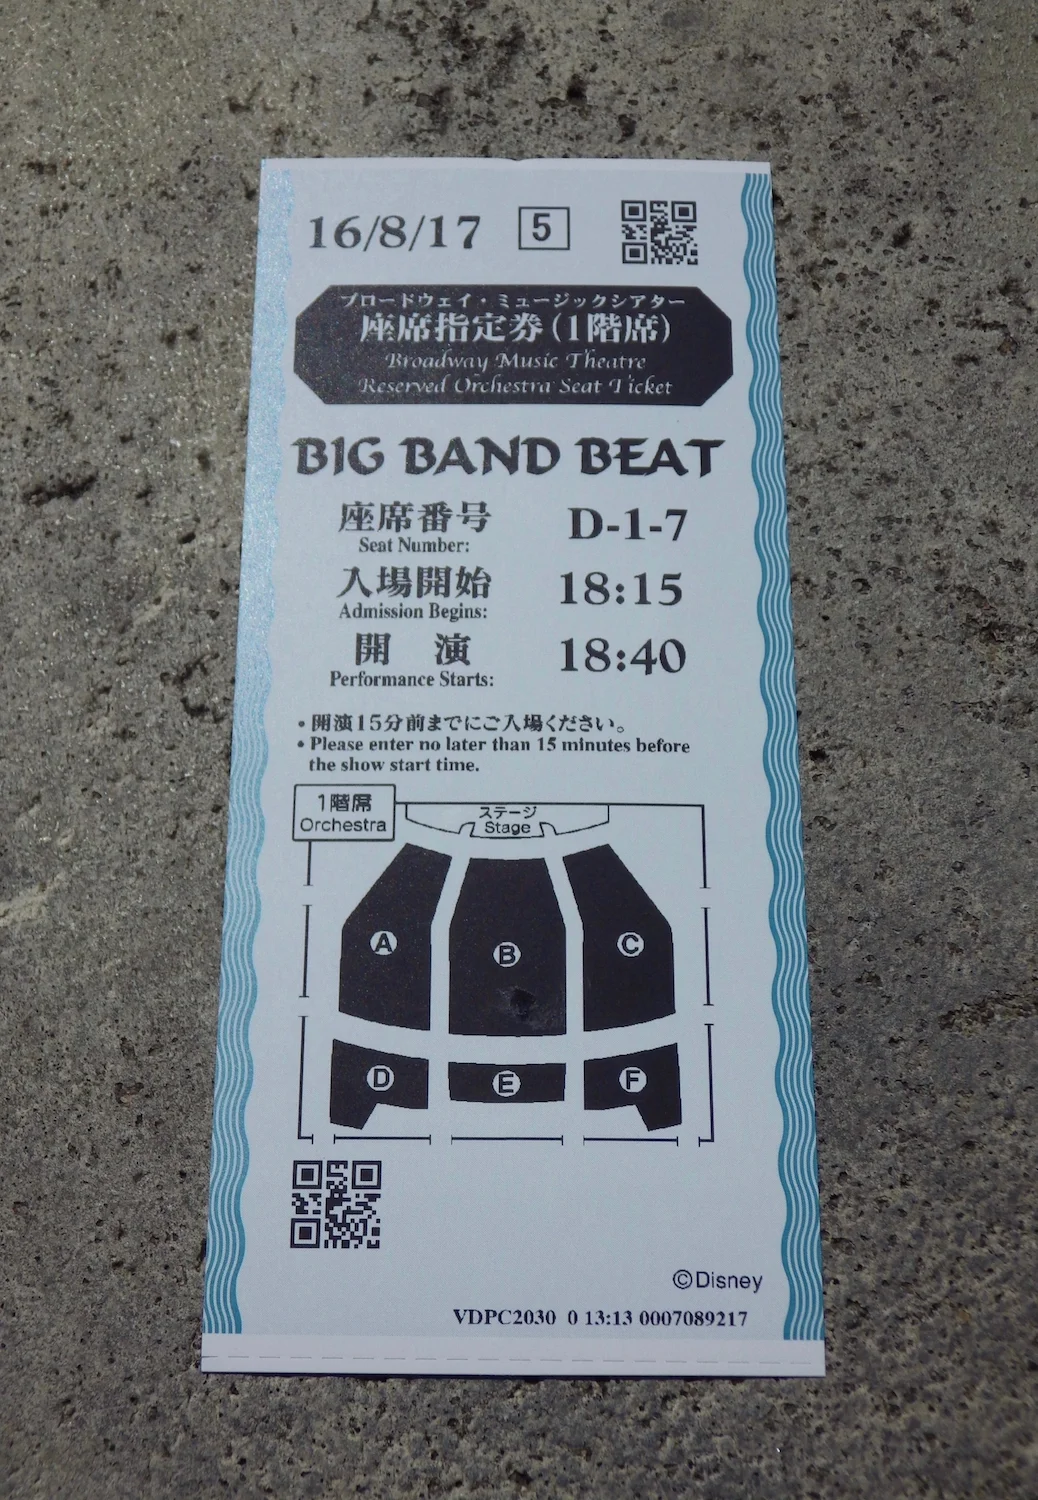 16/8/17 5
ブロードウェイ・ミュージックシアター
座席指定券(1階席)
Broadway Music Theatre
Reserved Orchestra Seat Ticket
BIG BAND BEAT
座席番号 D-1-7
Seat Number:
入場開始 18:15
Admission Begins:
開 演 18:40
Performance Starts:
・開演15分前までにご入場ください。
• Please enter no later than 15 minutes before
the show start time.
1階席
Orchestra
ステージ
Stage
A B C
D E F
©Disney
VDPC2030 0 13:13 0007089217